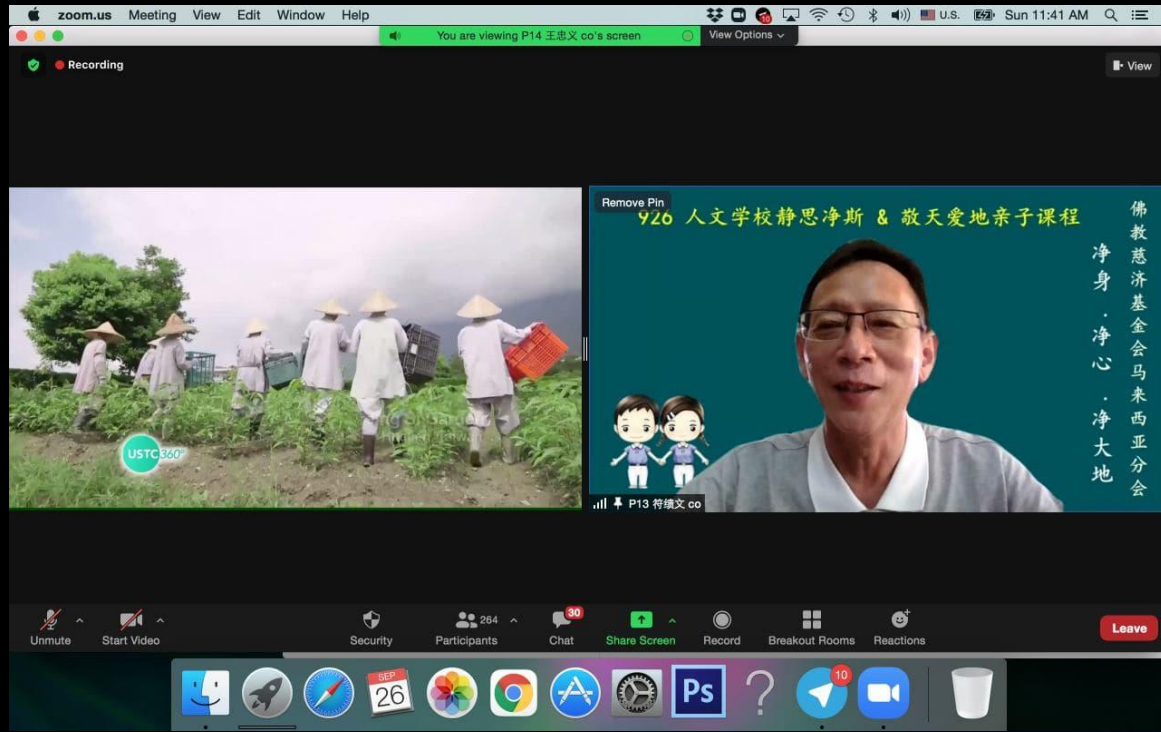 zoom.us Meeting View Edit Window Help
10
U.S.
Sun 11:41 AM
You are viewing P14 王忠义 co's screen
View Options
Recording
View
Remove Pin
926 人文学校静思净斯 & 敬天爱地亲子课程
佛教慈济基金会马来西亚分会
净身．净心．净大地
USTC 360°
P13 符绩文 co
Unmute
Start Video
Security
264
Participants
30
Chat
Share Screen
Record
Breakout Rooms
Reactions
Leave
SEP
26
Ps
?
10